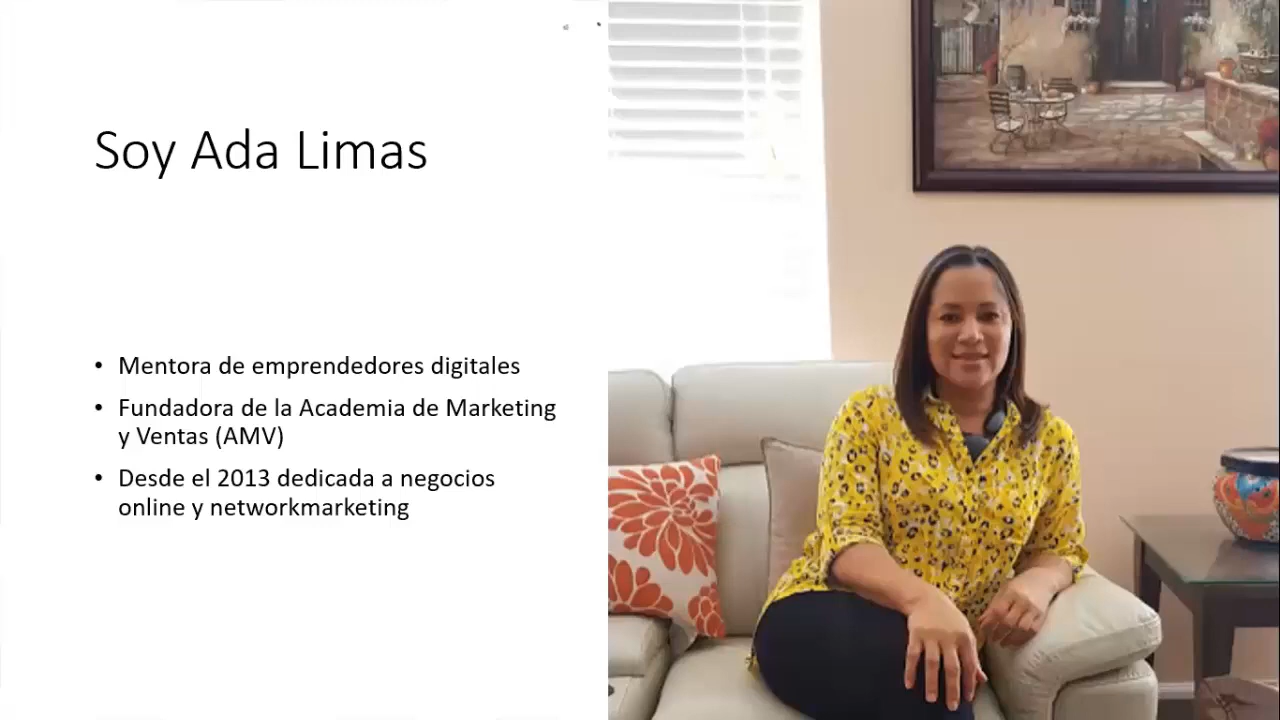 Soy Ada Limas
• Mentora de emprendedores digitales
• Fundadora de la Academia de Marketing
y Ventas (AMV)
• Desde el 2013 dedicada a negocios
online y networkmarketing